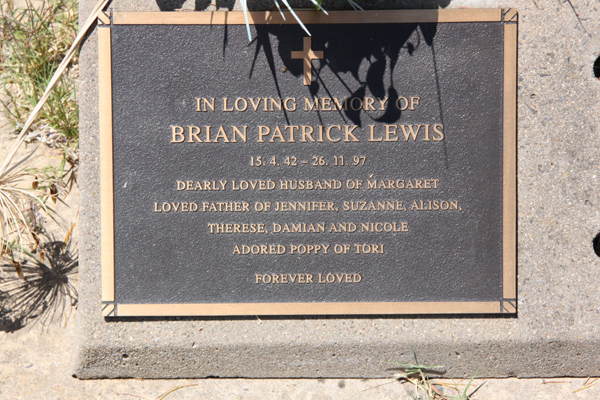 IN LOVING MEMORY OF
BRIAN PATRICK LEWIS
15. 4. 42 – 26. 11. 97
DEARLY LOVED HUSBAND OF MARGARET
LOVED FATHER OF JENNIFER, SUZANNE, ALISON,
THERESE, DAMIAN AND NICOLE
ADORED POPPY OF TORI
FOREVER LOVED